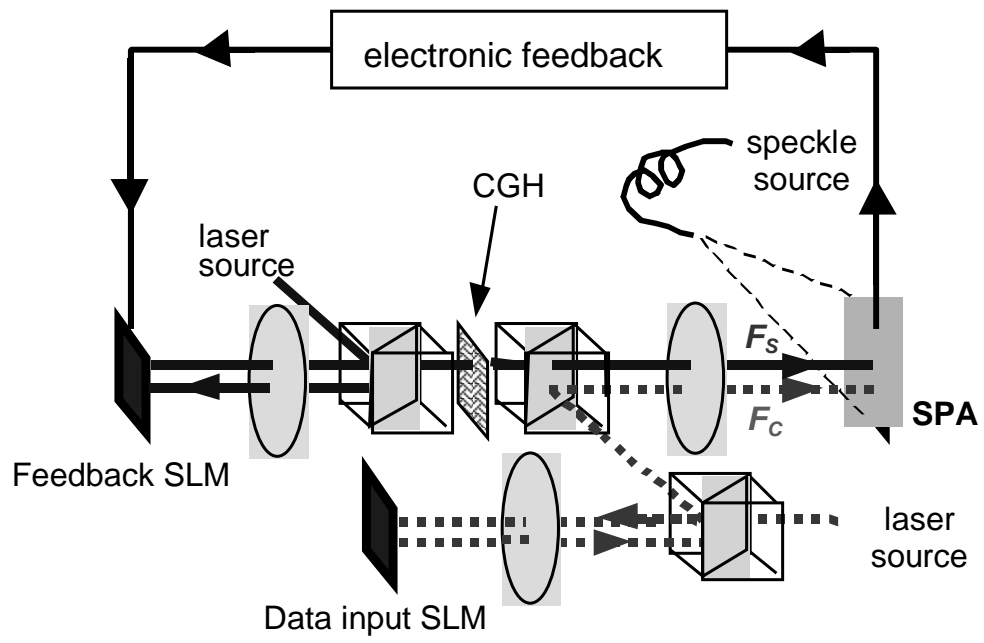 electronic feedback
speckle
source
CGH
laser
source
F_S
F_C
SPA
Feedback SLM
laser
source
Data input SLM